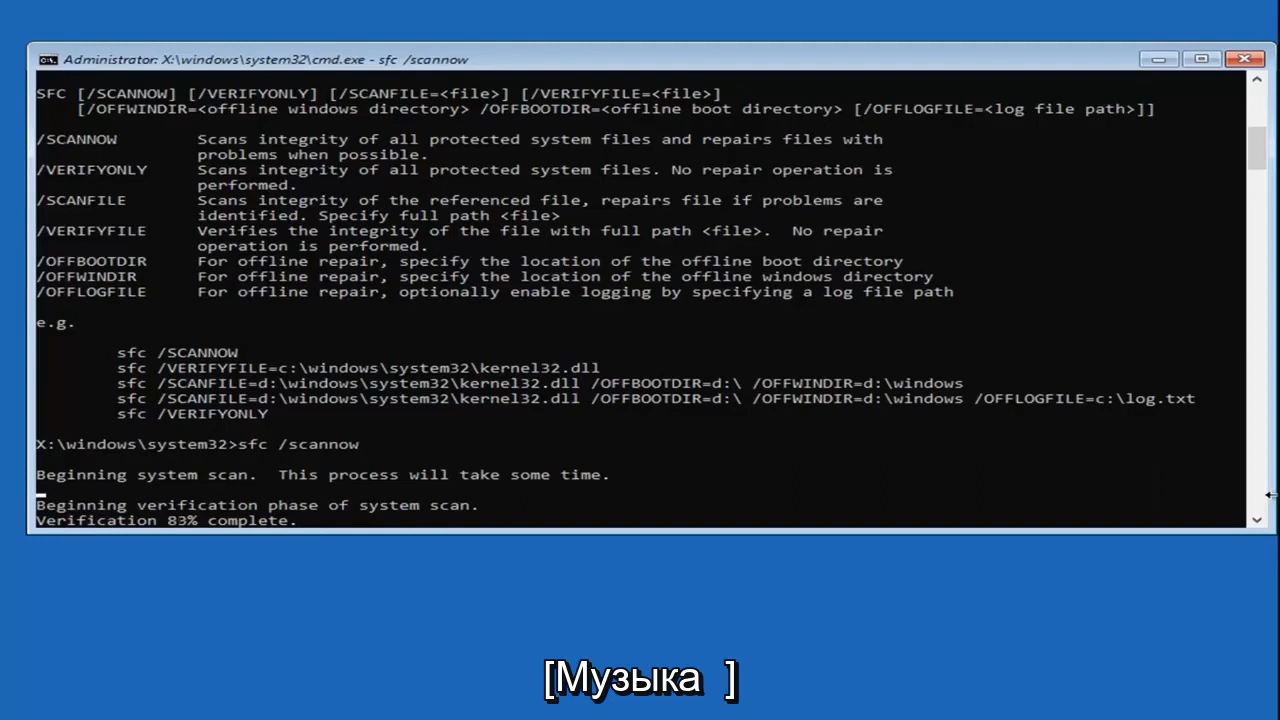 Administrator: X:\windows\system32\cmd.exe - sfc /scannow
SFC [/SCANNOW] [/VERIFYONLY] [/SCANFILE=<file>] [/VERIFYFILE=<file>]
[/OFFWINDIR=<offline windows directory> /OFFBOOTDIR=<offline boot directory> [/OFFLOGFILE=<log file path>]]
/SCANNOW Scans integrity of all protected system files and repairs files with
problems when possible.
/VERIFYONLY Scans integrity of all protected system files. No repair operation is
performed.
/SCANFILE Scans integrity of the referenced file, repairs file if problems are
identified. Specify full path <file>
/VERIFYFILE Verifies the integrity of the file with full path <file>. No repair
operation is performed.
/OFFBOOTDIR For offline repair, specify the location of the offline boot directory
/OFFWINDIR For offline repair, specify the location of the offline windows directory
/OFFLOGFILE For offline repair, optionally enable logging by specifying a log file path
e.g.
sfc /SCANNOW
sfc /VERIFYFILE=c:\windows\system32\kernel32.dll
sfc /SCANFILE=d:\windows\system32\kernel32.dll /OFFBOOTDIR=d:\ /OFFWINDIR=d:\windows
sfc /SCANFILE=d:\windows\system32\kernel32.dll /OFFBOOTDIR=d:\ /OFFWINDIR=d:\windows /OFFLOGFILE=c:\log.txt
sfc /VERIFYONLY
X:\windows\system32>sfc /scannow
Beginning system scan. This process will take some time.
Beginning verification phase of system scan.
Verification 83% complete.
[Музыка ]